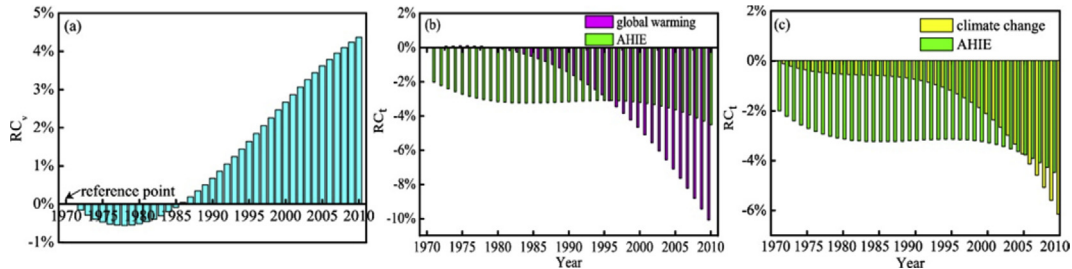 (a)
RCv
5%
4%
3%
2%
1%
0%
-1%
reference point
1970 1975 1980 1985 1990 1995 2000 2005 2010
(b)
global warming
AHIE
RCt
2%
0%
-2%
-4%
-6%
-8%
-10%
1970 1975 1980 1985 1990 1995 2000 2005 2010
Year
(c)
climate change
AHIE
RCt
2%
0%
-2%
-4%
-6%
1970 1975 1980 1985 1990 1995 2000 2005 2010
Year